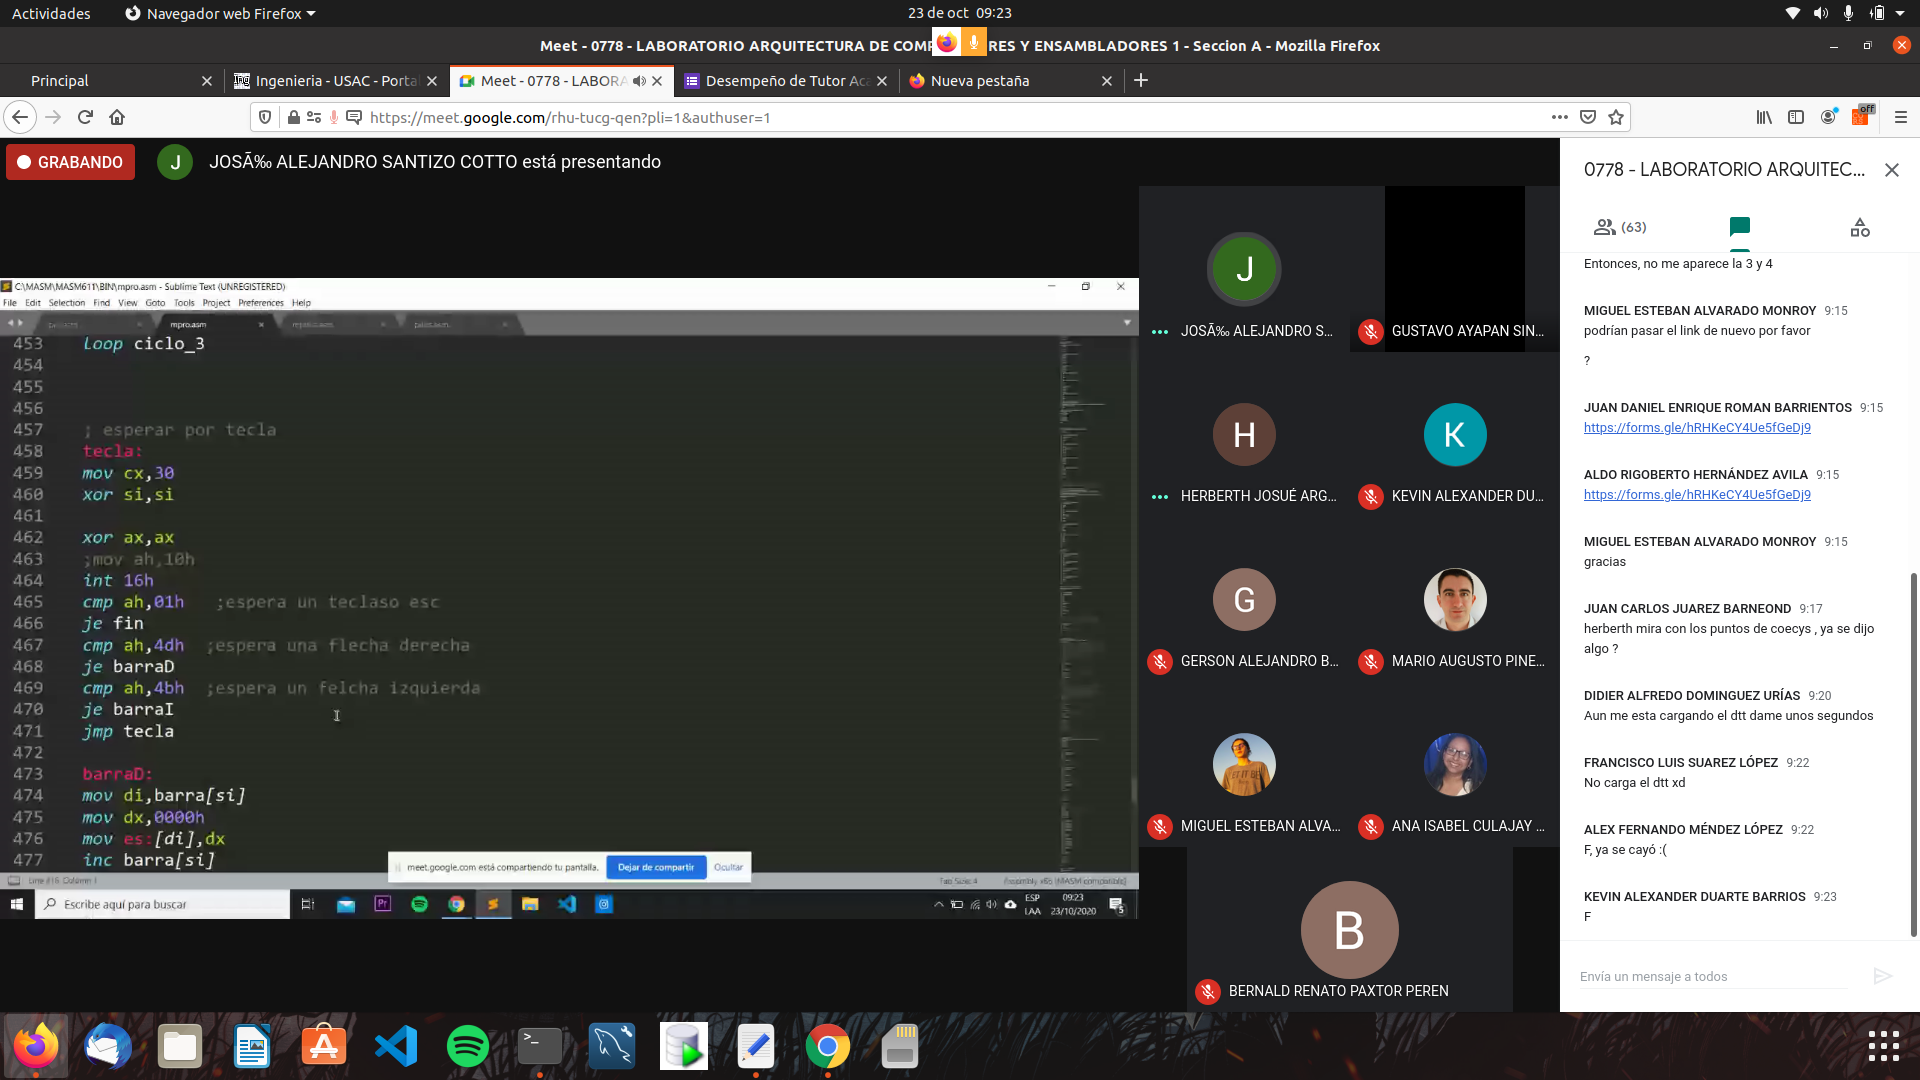 Actividades
Navegador web Firefox
23 de oct 09:23
Meet - 0778 - LABORATORIO ARQUITECTURA DE COMP RES Y ENSAMBLADORES 1 - Seccion A - Mozilla Firefox
Principal
Ingenieria - USAC - Porta
Meet - 0778 - LABORA
Desempeño de Tutor Aca
Nueva pestaña
https://meet.google.com/rhu-tucg-qen?pli=1&authuser=1
off
GRABANDO
J
JOSÃ‰ ALEJANDRO SANTIZO COTTO está presentando
C:\MASM\MASM611\BIN\mpro.asm - Sublime Text (UNREGISTERED)
File Edit Selection Find View Goto Tools Project Preferences Help
mpro.asm
453 loop ciclo_3
454
455
456
457 ; esperar por tecla
458 tecla:
459 mov cx,30
460 xor si,si
461
462 xor ax,ax
463 ;mov ah,10h
464 int 16h
465 cmp ah,01h ;espera un teclaso esc
466 je fin
467 cmp ah,4dh ;espera una flecha derecha
468 je barraD
469 cmp ah,4bh ;espera un felcha izquierda
470 je barraI
471 jmp tecla
472
473 barraD:
474 mov di,barra[si]
475 mov dx,0000h
476 mov es:[di],dx
477 inc barra[si]
meet.google.com está compartiendo tu pantalla.
Dejar de compartir
Ocultar
Tab Size: 4
Escribe aquí para buscar
Pr
ESP
LAA
09:23
23/10/2020
5
J
JOSÃ‰ ALEJANDRO S...
GUSTAVO AYAPAN SIN...
H
HERBERTH JOSUÉ ARG...
K
KEVIN ALEXANDER DU...
G
GERSON ALEJANDRO B...
MARIO AUGUSTO PINE...
MIGUEL ESTEBAN ALVA...
ANA ISABEL CULAJAY ...
B
BERNALD RENATO PAXTOR PEREN
0778 - LABORATORIO ARQUITEC...
(63)
Entonces, no me aparece la 3 y 4
MIGUEL ESTEBAN ALVARADO MONROY 9:15
podrían pasar el link de nuevo por favor
?
JUAN DANIEL ENRIQUE ROMAN BARRIENTOS 9:15
https://forms.gle/hRHKeCY4Ue5fGeDj9
ALDO RIGOBERTO HERNÁNDEZ AVILA 9:15
https://forms.gle/hRHKeCY4Ue5fGeDj9
MIGUEL ESTEBAN ALVARADO MONROY 9:15
gracias
JUAN CARLOS JUAREZ BARNEOND 9:17
herberth mira con los puntos de coecys , ya se dijo
algo ?
DIDIER ALFREDO DOMINGUEZ URÍAS 9:20
Aun me esta cargando el dtt dame unos segundos
FRANCISCO LUIS SUAREZ LÓPEZ 9:22
No carga el dtt xd
ALEX FERNANDO MÉNDEZ LÓPEZ 9:22
F, ya se cayó :(
KEVIN ALEXANDER DUARTE BARRIOS 9:23
F
Envía un mensaje a todos